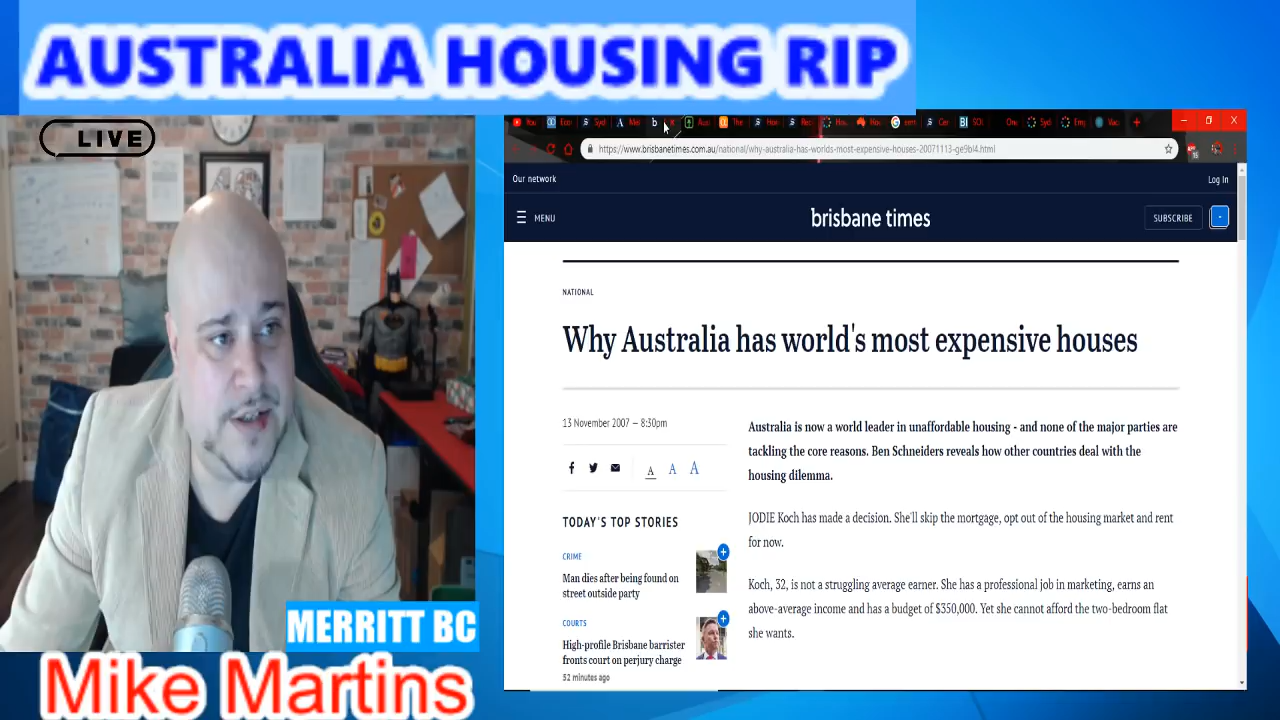 AUSTRALIA HOUSING RIP
LIVE
https://www.brisbanetimes.com.au/national/why-australia-has-worlds-most-expensive-houses-20071113-ge9bl4.html
Our network
Log In
MENU
brisbane times
SUBSCRIBE
NATIONAL
Why Australia has world's most expensive houses
13 November 2007 — 8:30pm
A A A
TODAY'S TOP STORIES
CRIME
Man dies after being found on
street outside party
COURTS
High-profile Brisbane barrister
fronts court on perjury charge
52 minutes ago
Australia is now a world leader in unaffordable housing - and none of the major parties are
tackling the core reasons. Ben Schneiders reveals how other countries deal with the
housing dilemma.
JODIE Koch has made a decision. She'll skip the mortgage, opt out of the housing market and rent
for now.
Koch, 32, is not a struggling average earner. She has a professional job in marketing, earns an
above-average income and has a budget of $350,000. Yet she cannot afford the two-bedroom flat
she wants.
MERRITT BC
Mike Martins